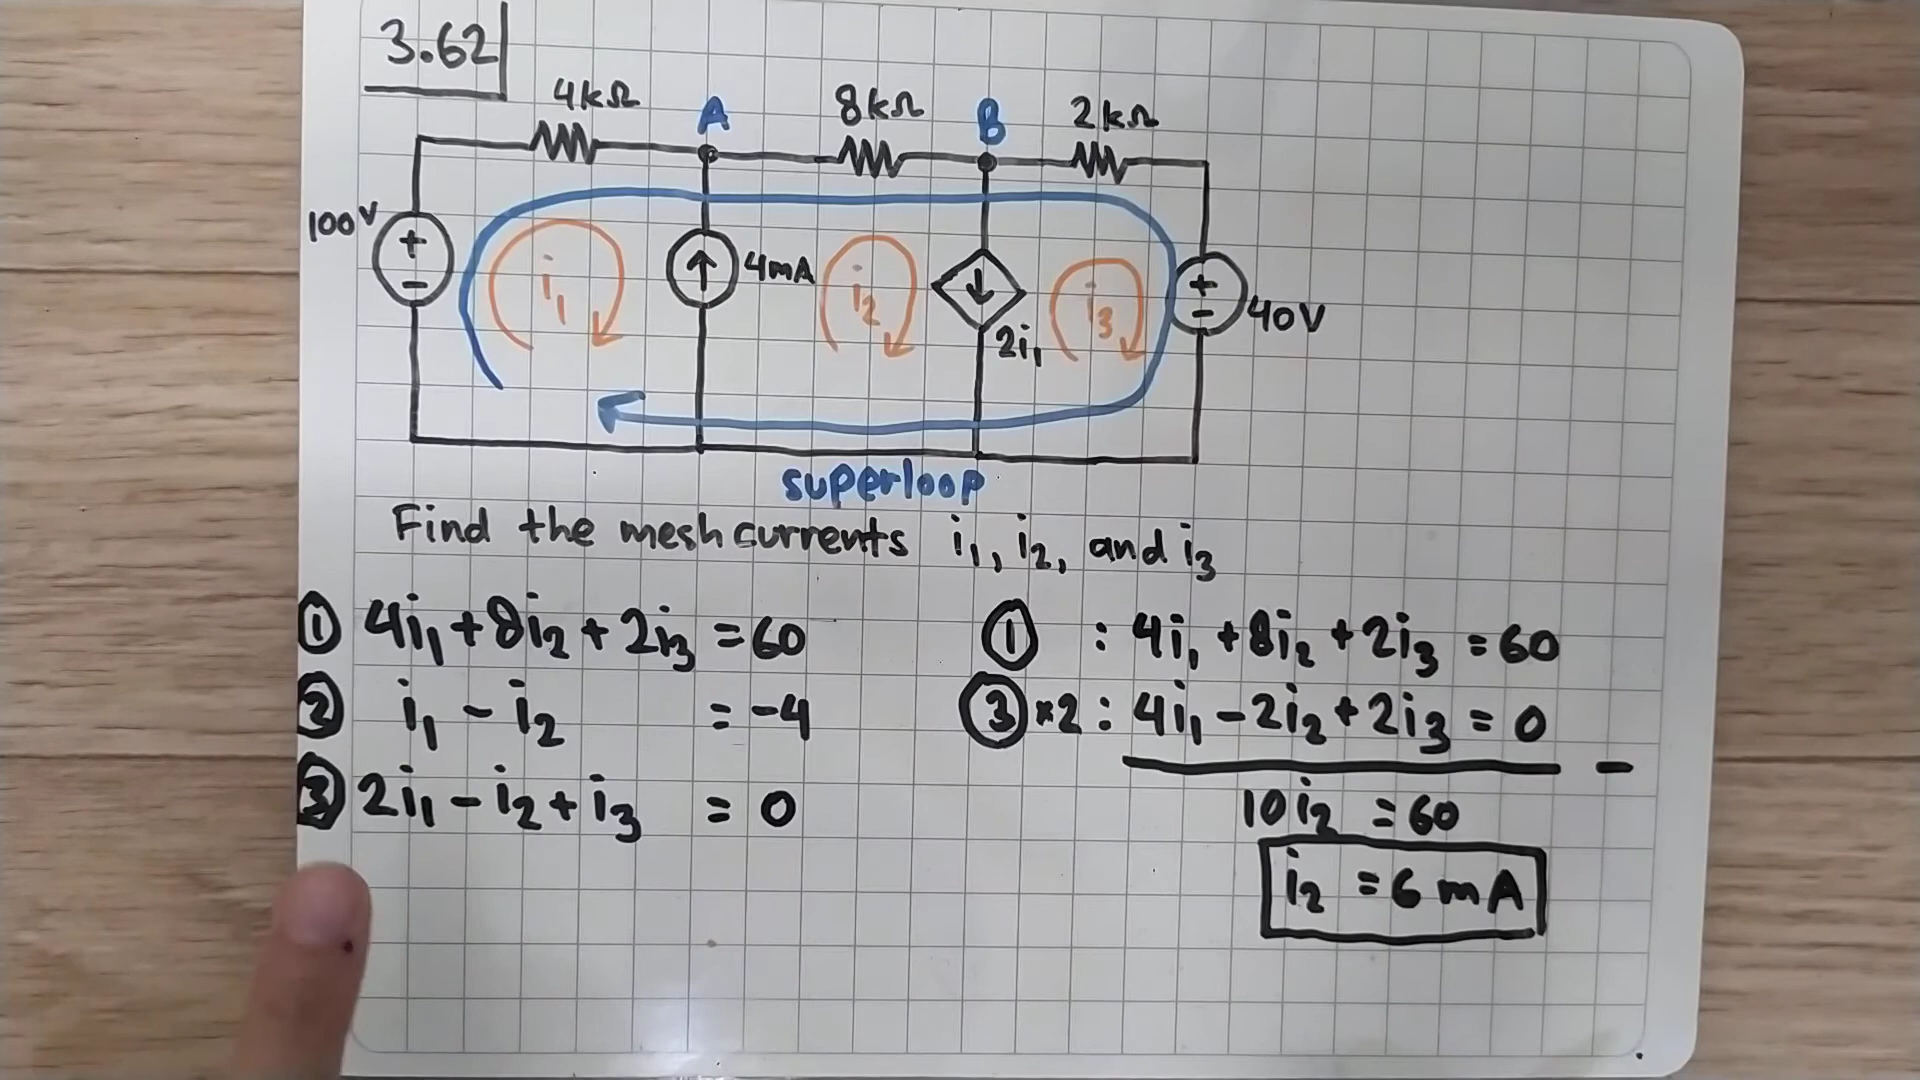 3.62
4kΩ A 8kΩ B 2kΩ
100V + - i₁ 4mA i₂ 2i₁ i₃ + - 40V
superloop
Find the mesh currents i₁, i₂, and i₃
① 4i₁ + 8i₂ + 2i₃ = 60
② i₁ - i₂ = -4
③ 2i₁ - i₂ + i₃ = 0
① : 4i₁ + 8i₂ + 2i₃ = 60
③ × 2 : 4i₁ - 2i₂ + 2i₃ = 0
-
10i₂ = 60
i₂ = 6 mA